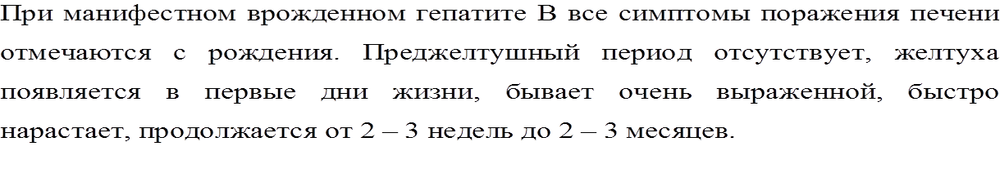 При манифестном врожденном гепатите В все симптомы поражения печени
отмечаются с рождения. Преджелтушный период отсутствует, желтуха
появляется в первые дни жизни, бывает очень выраженной, быстро
нарастает, продолжается от 2 – 3 недель до 2 – 3 месяцев.